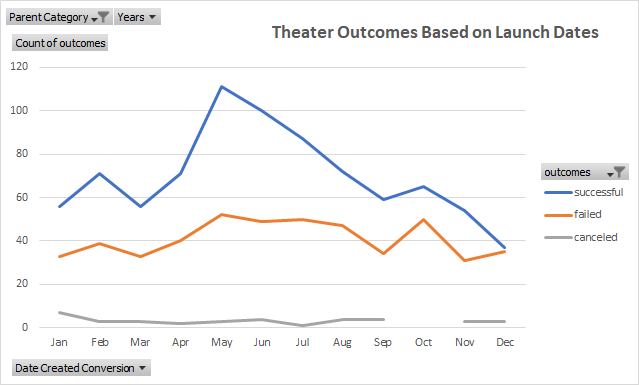 Parent Category Years
Theater Outcomes Based on Launch Dates
Count of outcomes
120
100
80
60
40
20
0
Jan Feb Mar Apr May Jun Jul Aug Sep Oct Nov Dec
outcomes
successful
failed
canceled
Date Created Conversion